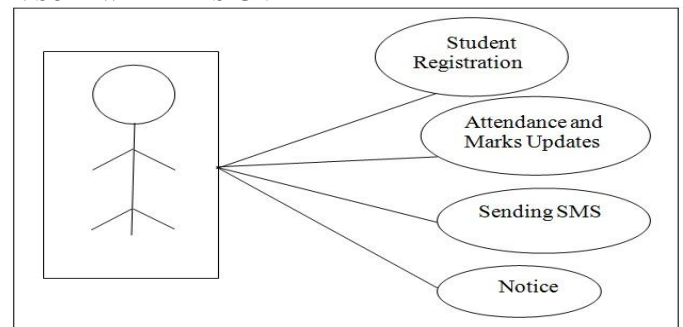 Student
Registration
Attendance and
Marks Updates
Sending SMS
Notice